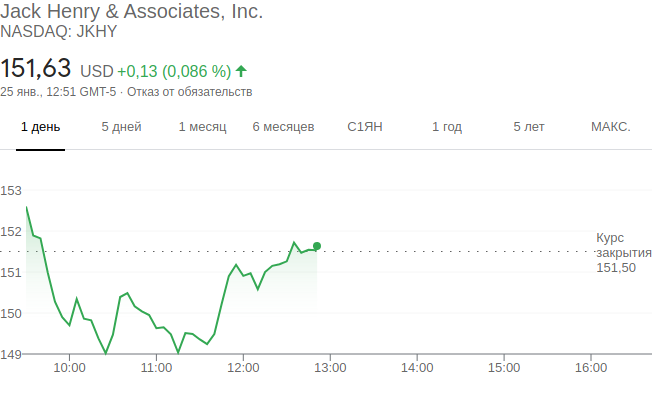 Jack Henry & Associates, Inc.
NASDAQ: JKHY
151,63 USD +0,13 (0,086 %)
25 янв., 12:51 GMT-5 · Отказ от обязательств
1 день 5 дней 1 месяц 6 месяцев С1ЯН 1 год 5 лет МАКС.
153
152
151
150
149
Курс
закрытия
151,50
10:00 11:00 12:00 13:00 14:00 15:00 16:00